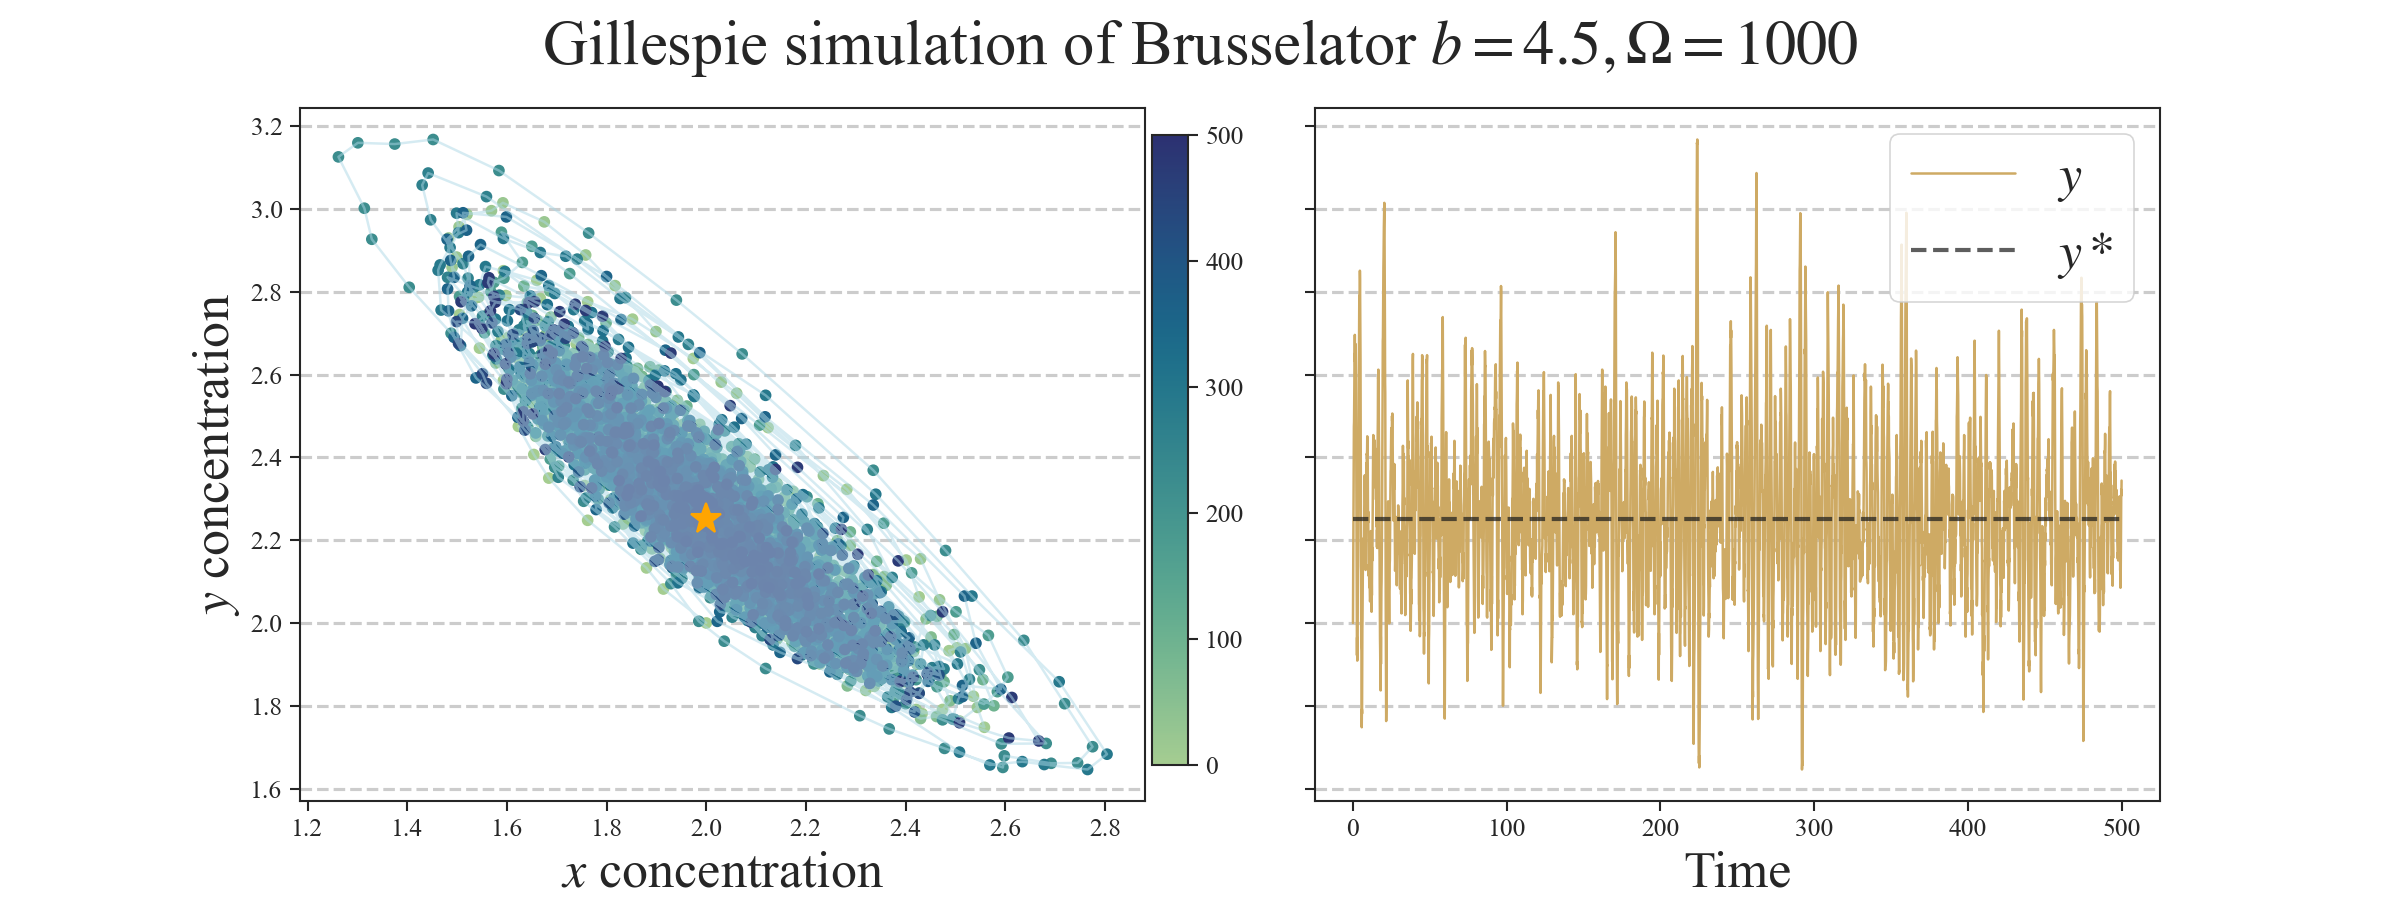 Gillespie simulation of Brusselator b = 4.5, Ω = 1000
y concentration
3.2
3.0
2.8
2.6
2.4
2.2
2.0
1.8
1.6
1.2 1.4 1.6 1.8 2.0 2.2 2.4 2.6 2.8
x concentration
500
400
300
200
100
0
y
y*
0 100 200 300 400 500
Time